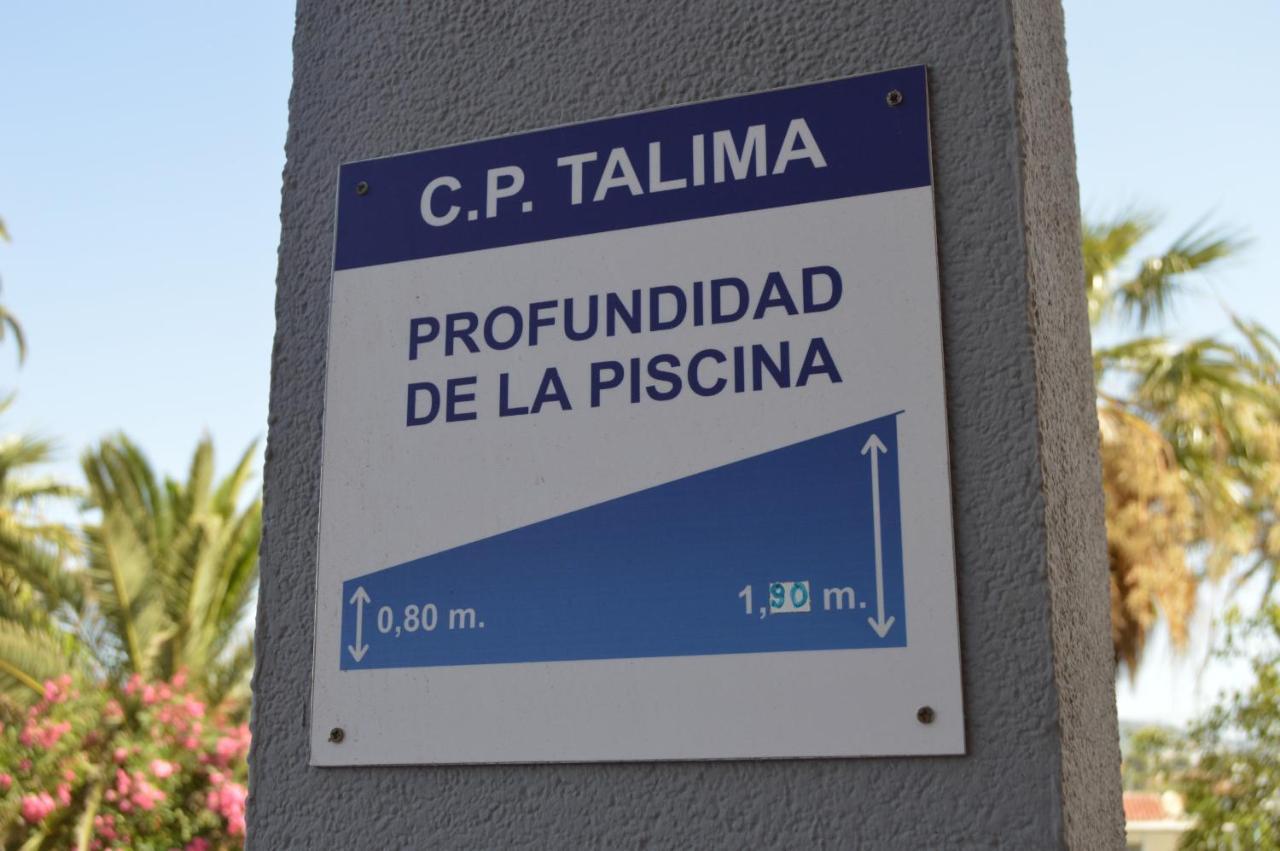 C.P. TALIMA
PROFUNDIDAD
DE LA PISCINA
0,80 m.
1,90 m.